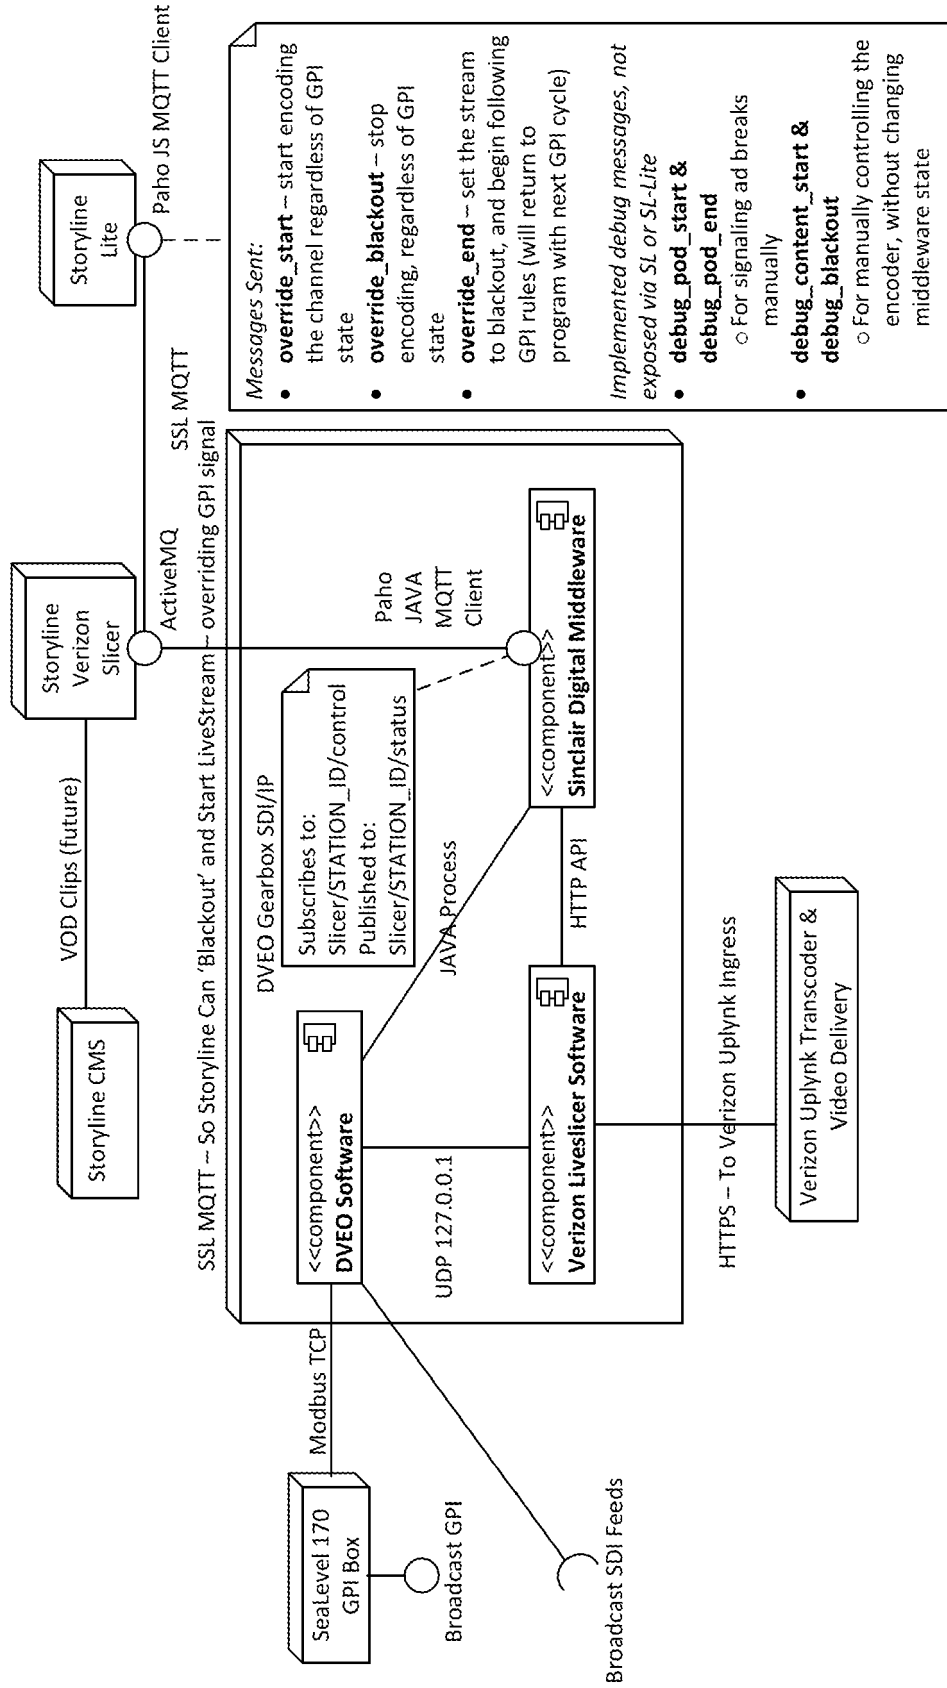 Storyline CMS
VOD Clips (future)
Storyline
Verizon
Slicer
ActiveMQ
SSL MQTT
Storyline
Lite
Paho JS MQTT Client
SSL MQTT -- So Storyline Can 'Blackout' and Start LiveStream -- overriding GPI signal
DVEO Gearbox SDI/IP
SeaLevel 170
GPI Box
Modbus TCP
Broadcast GPI
Broadcast SDI Feeds
<<component>>
DVEO Software
Subscribes to:
Slicer/STATION_ID/control
Published to:
Slicer/STATION_ID/status
Paho
JAVA
MQTT
Client
JAVA Process
UDP 127.0.0.1
<<component>>
Verizon Liveslicer Software
HTTP API
<<component>>
Sinclair Digital Middleware
HTTPS -- To Verizon Uplynk Ingress
Verizon Uplynk Transcoder &
Video Delivery
Messages Sent:
• override_start – start encoding
the channel regardless of GPI
state
• override_blackout – stop
encoding, regardless of GPI
state
• override_end – set the stream
to blackout, and begin following
GPI rules (will return to
program with next GPI cycle)
Implemented debug messages, not
exposed via SL or SL-Lite
• debug_pod_start &
debug_pod_end
○ For signaling ad breaks
manually
• debug_content_start &
debug_blackout
○ For manually controlling the
encoder, without changing
middleware state